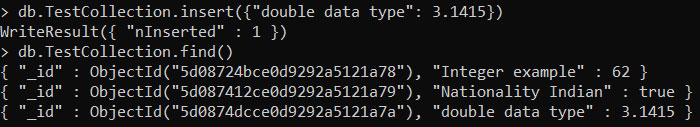 > db.TestCollection.insert({"double data type": 3.1415})
WriteResult({ "nInserted" : 1 })
> db.TestCollection.find()
{ "_id" : ObjectId("5d08724bce0d9292a5121a78"), "Integer example" : 62 }
{ "_id" : ObjectId("5d087412ce0d9292a5121a79"), "Nationality Indian" : true }
{ "_id" : ObjectId("5d0874dcce0d9292a5121a7a"), "double data type" : 3.1415 }